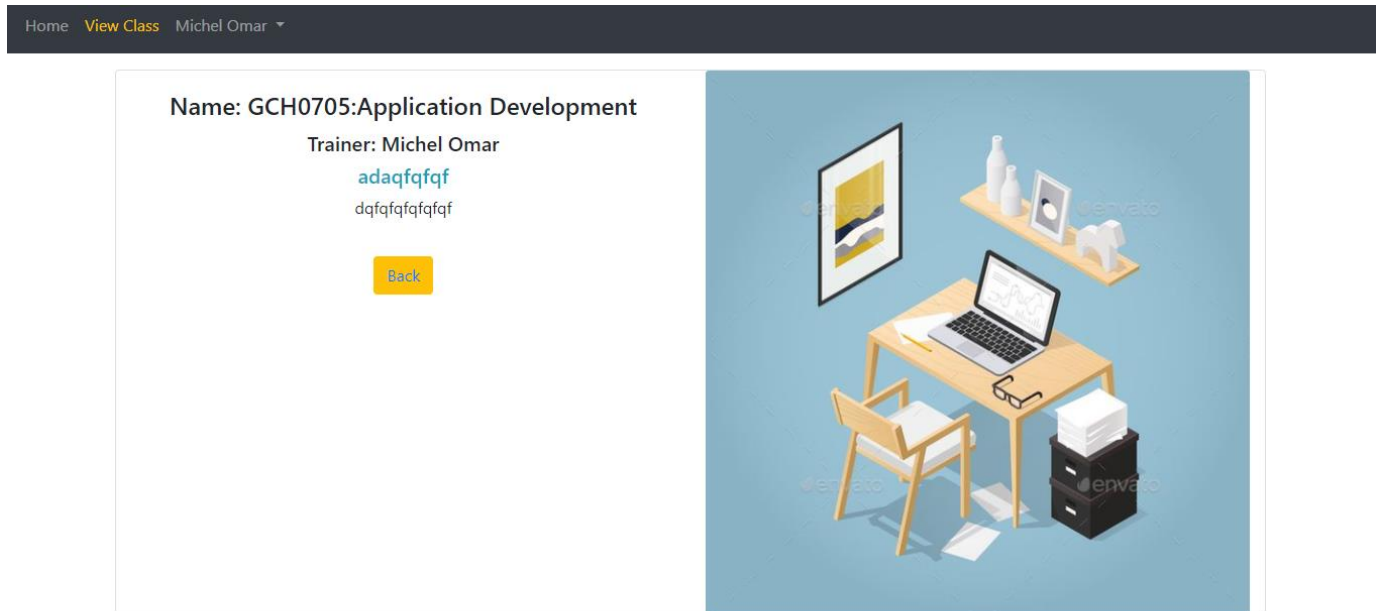 Home View Class Michel Omar
Name: GCH0705:Application Development
Trainer: Michel Omar
adaqfqfqf
dqfqfqfqfqf
Back
envato
envato
envato
envato